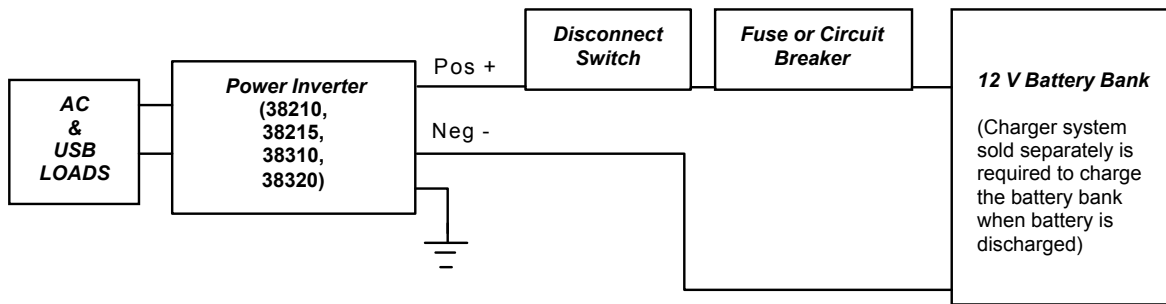 AC
&
USB
LOADS
Power Inverter
(38210,
38215,
38310,
38320)
Pos +
Neg -
Disconnect
Switch
Fuse or Circuit
Breaker
12 V Battery Bank
(Charger system
sold separately is
required to charge
the battery bank
when battery is
discharged)